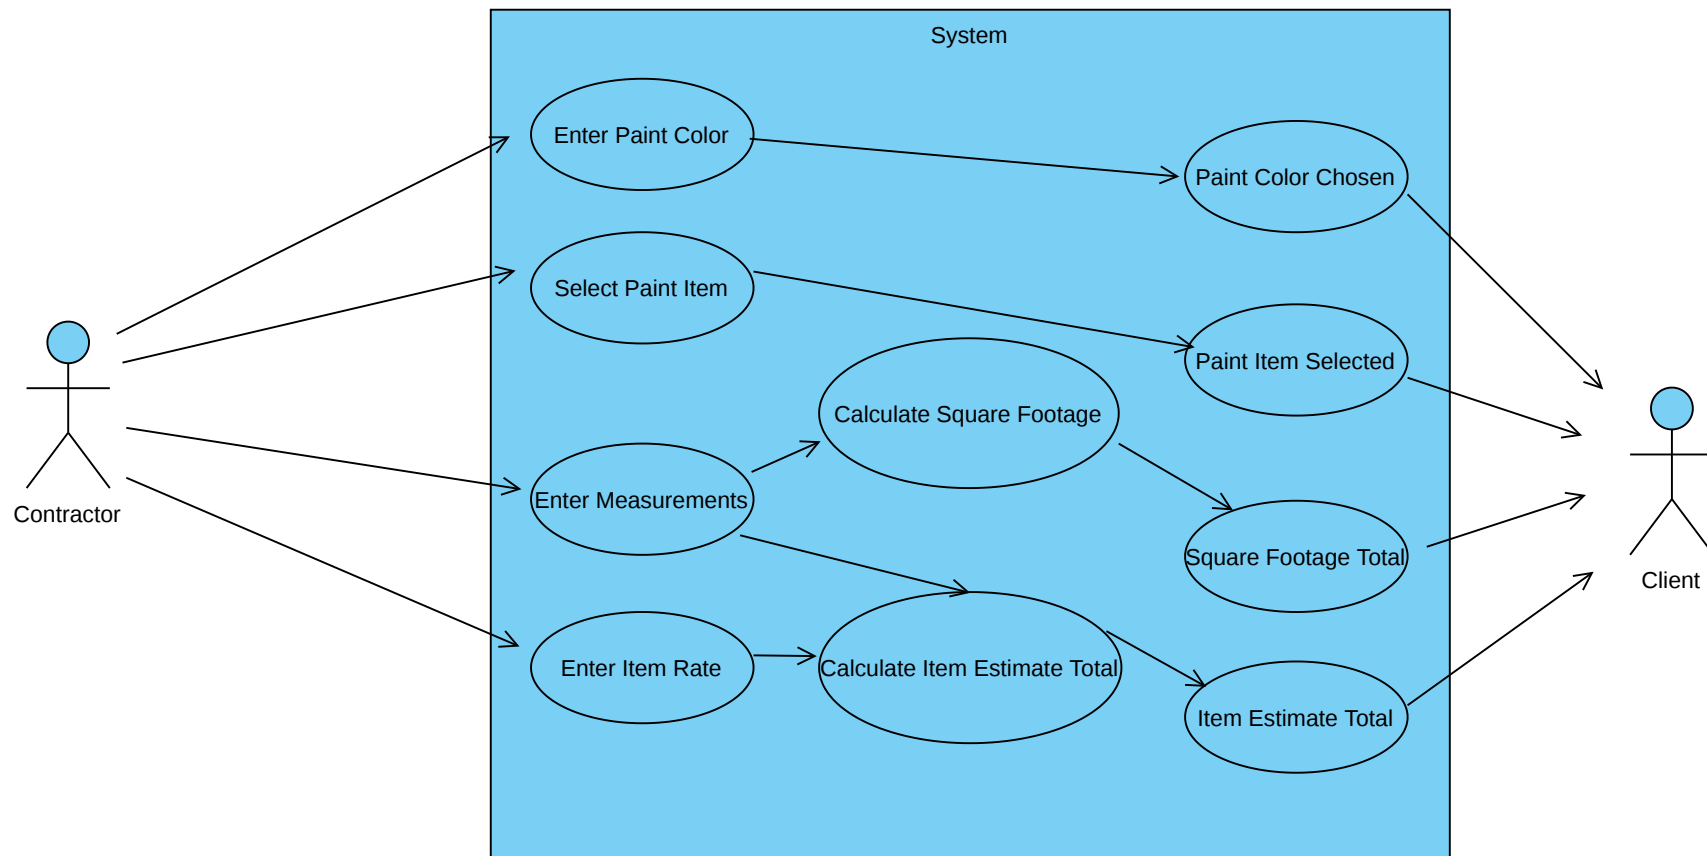 System
Enter Paint Color
Paint Color Chosen
Select Paint Item
Paint Item Selected
Calculate Square Footage
Enter Measurements
Contractor
Square Footage Total
Client
Enter Item Rate
Calculate Item Estimate Total
Item Estimate Total